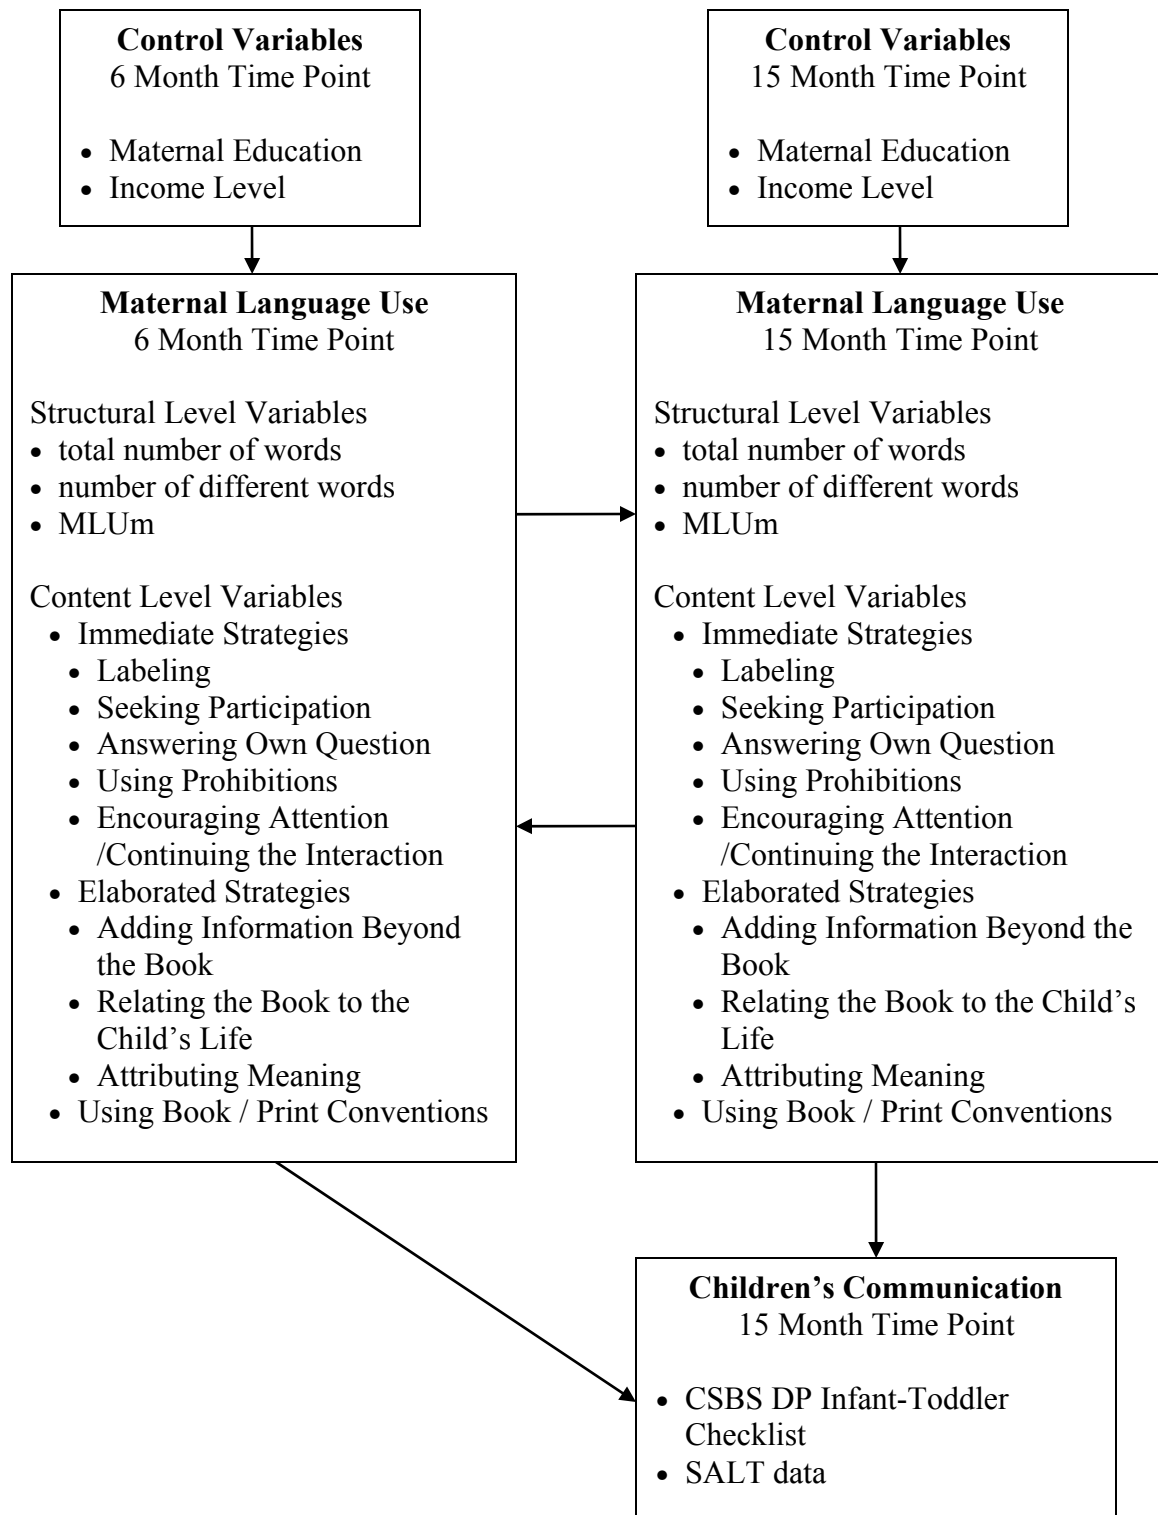 Control Variables
6 Month Time Point
• Maternal Education
• Income Level
Control Variables
15 Month Time Point
• Maternal Education
• Income Level
Maternal Language Use
6 Month Time Point
Structural Level Variables
• total number of words
• number of different words
• MLUm
Content Level Variables
• Immediate Strategies
• Labeling
• Seeking Participation
• Answering Own Question
• Using Prohibitions
• Encouraging Attention
/Continuing the Interaction
• Elaborated Strategies
• Adding Information Beyond
the Book
• Relating the Book to the
Child’s Life
• Attributing Meaning
• Using Book / Print Conventions
Maternal Language Use
15 Month Time Point
Structural Level Variables
• total number of words
• number of different words
• MLUm
Content Level Variables
• Immediate Strategies
• Labeling
• Seeking Participation
• Answering Own Question
• Using Prohibitions
• Encouraging Attention
/Continuing the Interaction
• Elaborated Strategies
• Adding Information Beyond the
Book
• Relating the Book to the Child’s
Life
• Attributing Meaning
• Using Book / Print Conventions
Children’s Communication
15 Month Time Point
• CSBS DP Infant-Toddler
Checklist
• SALT data